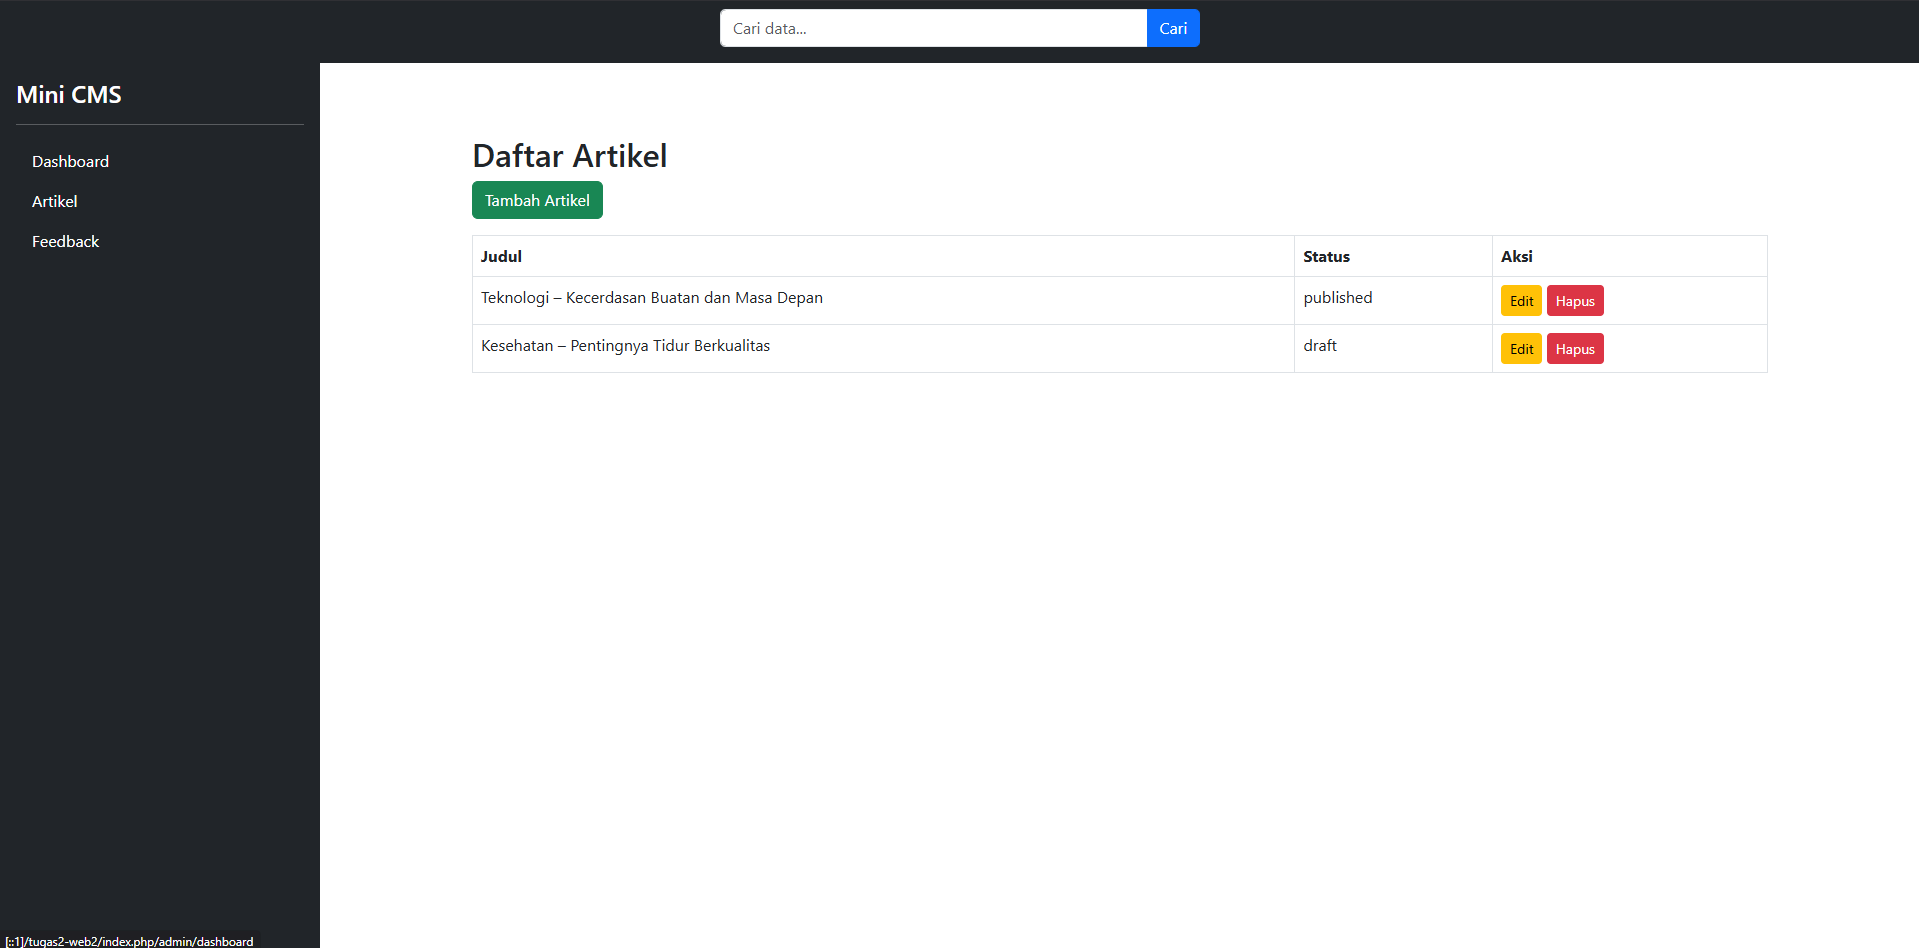 Cari data... Cari
Mini CMS
Dashboard
Artikel
Feedback
Daftar Artikel
Tambah Artikel
Judul Status Aksi
Teknologi – Kecerdasan Buatan dan Masa Depan published Edit Hapus
Kesehatan – Pentingnya Tidur Berkualitas draft Edit Hapus
[::1]/tugas2-web2/index.php/admin/dashboard